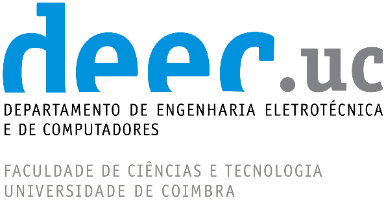 deec.uc
DEPARTAMENTO DE ENGENHARIA ELETROTÉCNICA
E DE COMPUTADORES
FACULDADE DE CIÊNCIAS E TECNOLOGIA
UNIVERSIDADE DE COIMBRA